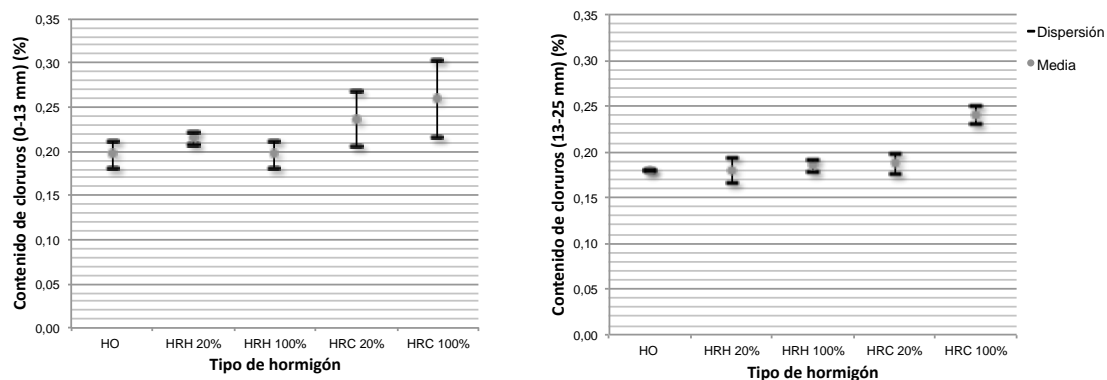 Contenido de cloruros (0-13 mm) (%)
0,35
0,30
0,25
0,20
0,15
0,10
0,05
0,00
HO HRH 20% HRH 100% HRC 20% HRC 100%
Tipo de hormigón
Contenido de cloruros (13-25 mm) (%)
0,35
0,30
0,25
0,20
0,15
0,10
0,05
0,00
HO HRH 20% HRH 100% HRC 20% HRC 100%
Tipo de hormigón
Dispersión
Media